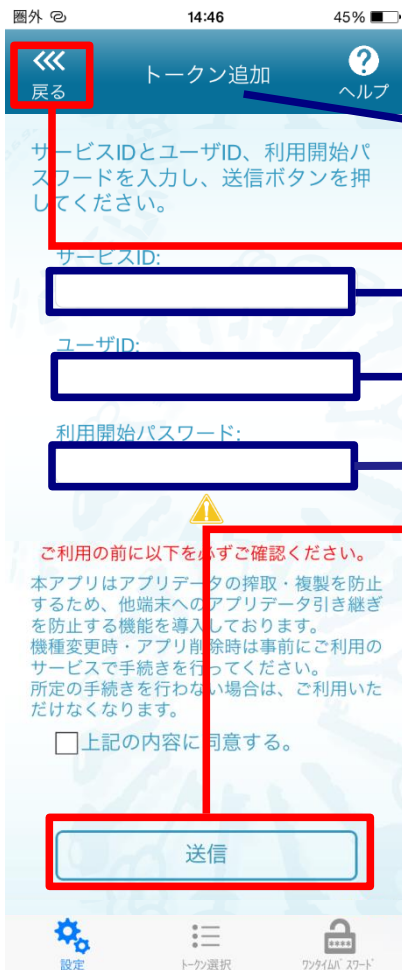 圏外 14:46 45%
戻る トークン追加 ヘルプ
サービスIDとユーザID、利用開始パ
スワードを入力し、送信ボタンを押
してください。
サービスID:
ユーザID:
利用開始パスワード:
ご利用の前に以下を必ずご確認ください。
本アプリはアプリデータの搾取・複製を防止
するため、他端末へのアプリデータ引き継ぎ
を防止する機能を導入しております。
機種変更時・アプリ削除時は事前にご利用の
サービスで手続きを行ってください。
所定の手続きを行わない場合は、ご利用いた
だけなくなります。
上記の内容に同意する。
送信
設定 トークン選択 ワンタイムパスワード